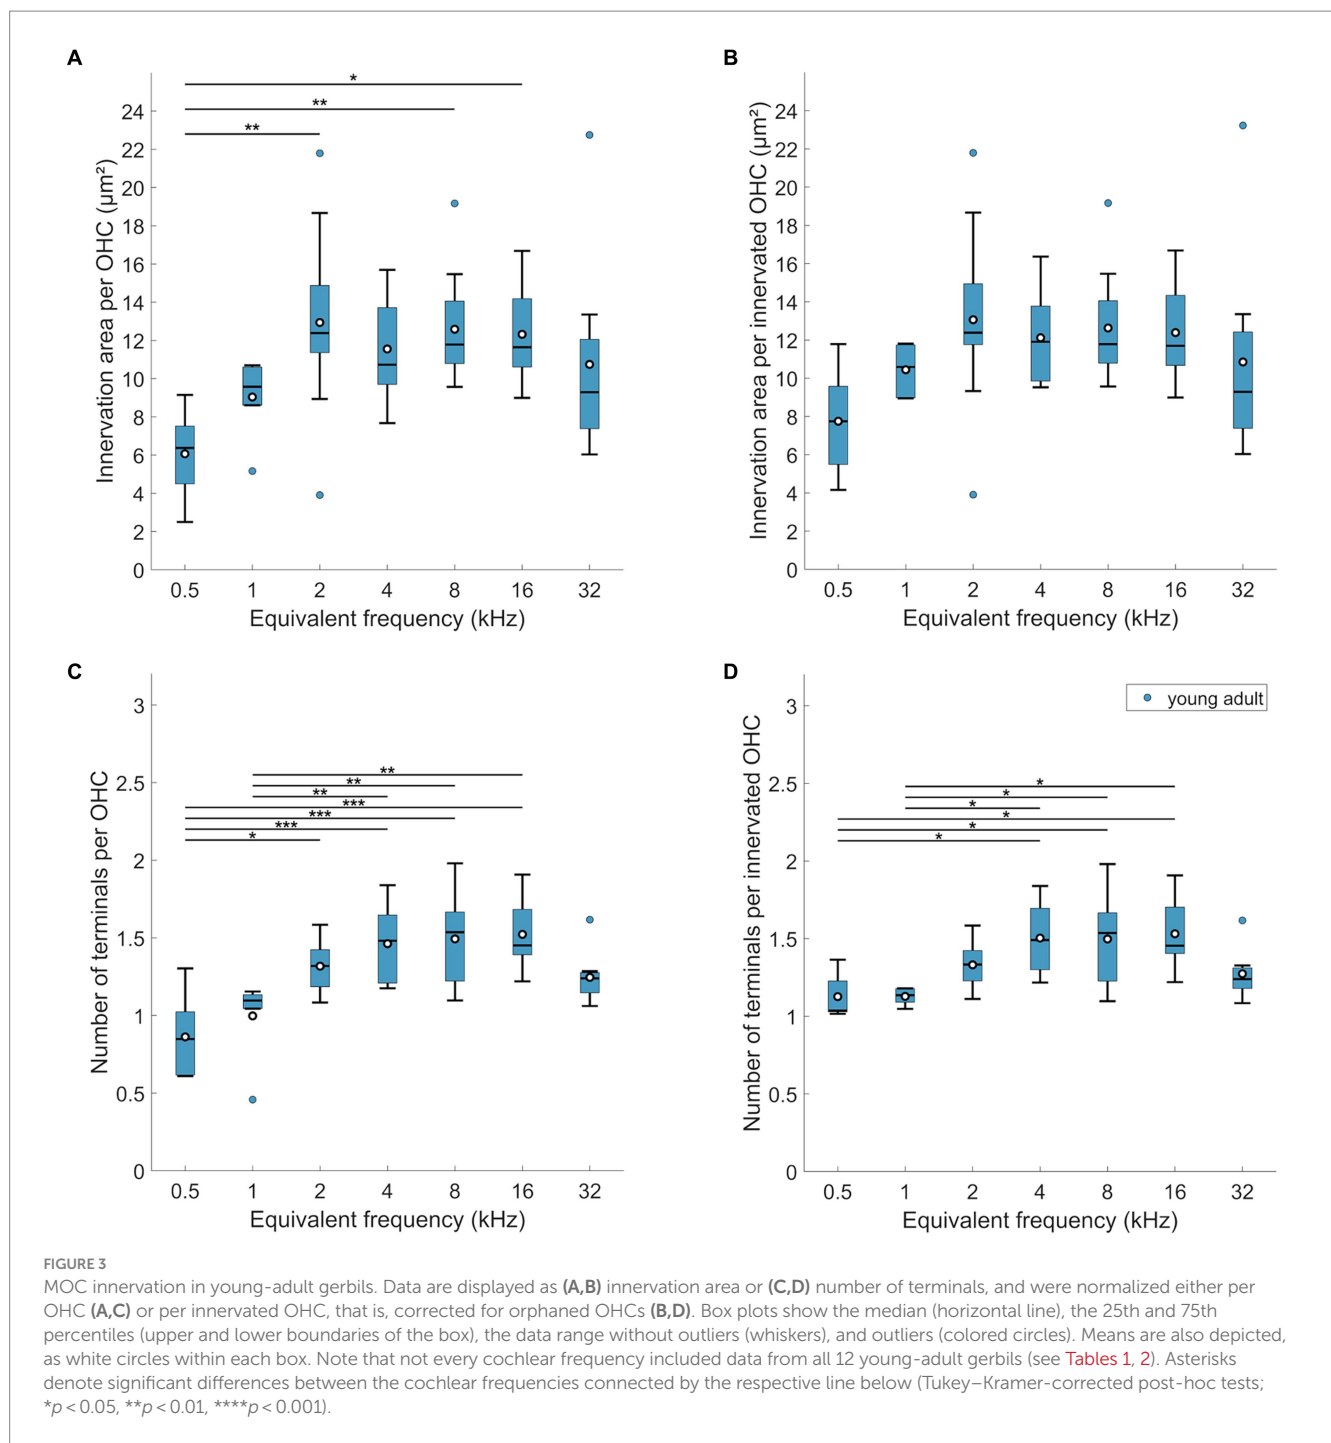 A
*
**
**
24
22
20
18
16
14
12
10
8
6
4
2
0
Innervation area per OHC (µm²)
0.5 1 2 4 8 16 32
Equivalent frequency (kHz)
B
24
22
20
18
16
14
12
10
8
6
4
2
0
Innervation area per innervated OHC (µm²)
0.5 1 2 4 8 16 32
Equivalent frequency (kHz)
C
3
2.5
2
1.5
1
0.5
0
**
**
**
***
***
***
*
Number of terminals per OHC
0.5 1 2 4 8 16 32
Equivalent frequency (kHz)
D
young adult
3
2.5
2
1.5
1
0.5
0
*
*
*
*
*
*
Number of terminals per innervated OHC
0.5 1 2 4 8 16 32
Equivalent frequency (kHz)
FIGURE 3
MOC innervation in young-adult gerbils. Data are displayed as (A,B) innervation area or (C,D) number of terminals, and were normalized either per
OHC (A,C) or per innervated OHC, that is, corrected for orphaned OHCs (B,D). Box plots show the median (horizontal line), the 25th and 75th
percentiles (upper and lower boundaries of the box), the data range without outliers (whiskers), and outliers (colored circles). Means are also depicted,
as white circles within each box. Note that not every cochlear frequency included data from all 12 young-adult gerbils (see Tables 1, 2). Asterisks
denote significant differences between the cochlear frequencies connected by the respective line below (Tukey–Kramer-corrected post-hoc tests;
*p < 0.05, **p < 0.01, ****p < 0.001).